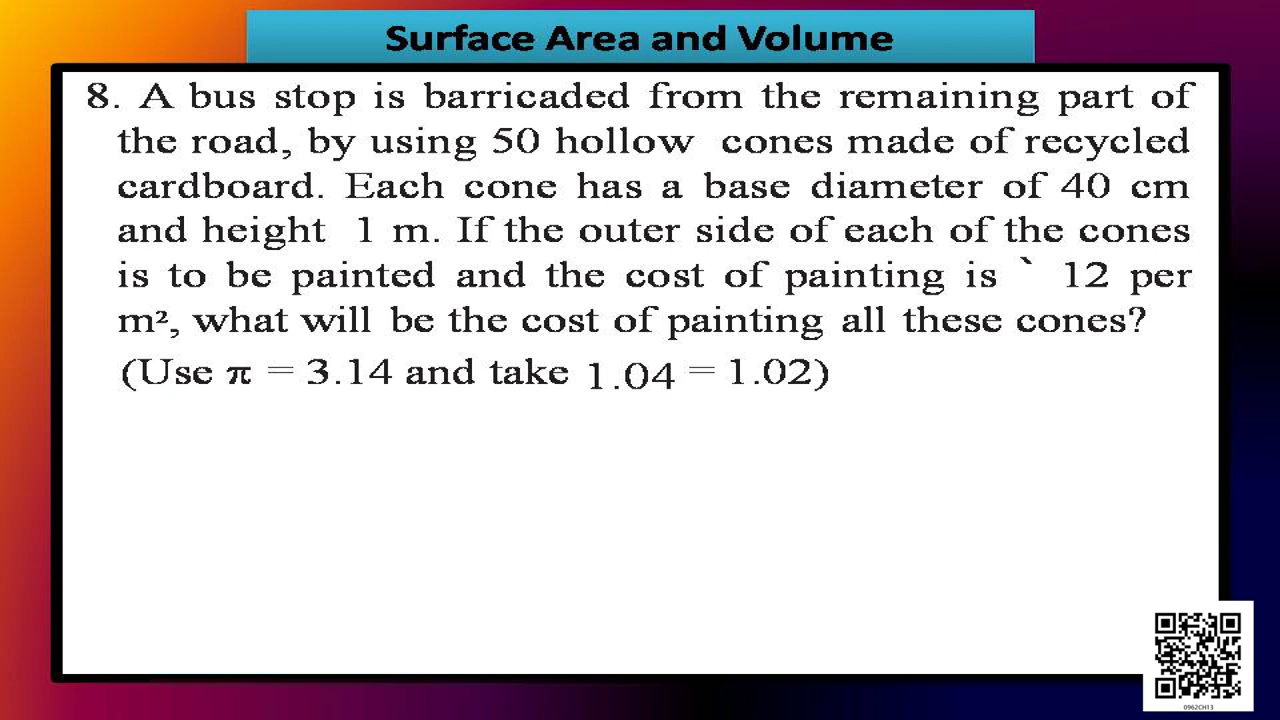 Surface Area and Volume
8. A bus stop is barricaded from the remaining part of
the road, by using 50 hollow cones made of recycled
cardboard. Each cone has a base diameter of 40 cm
and height 1 m. If the outer side of each of the cones
is to be painted and the cost of painting is ` 12 per
m², what will be the cost of painting all these cones?
(Use π = 3.14 and take 1.04 = 1.02)
0962CH13